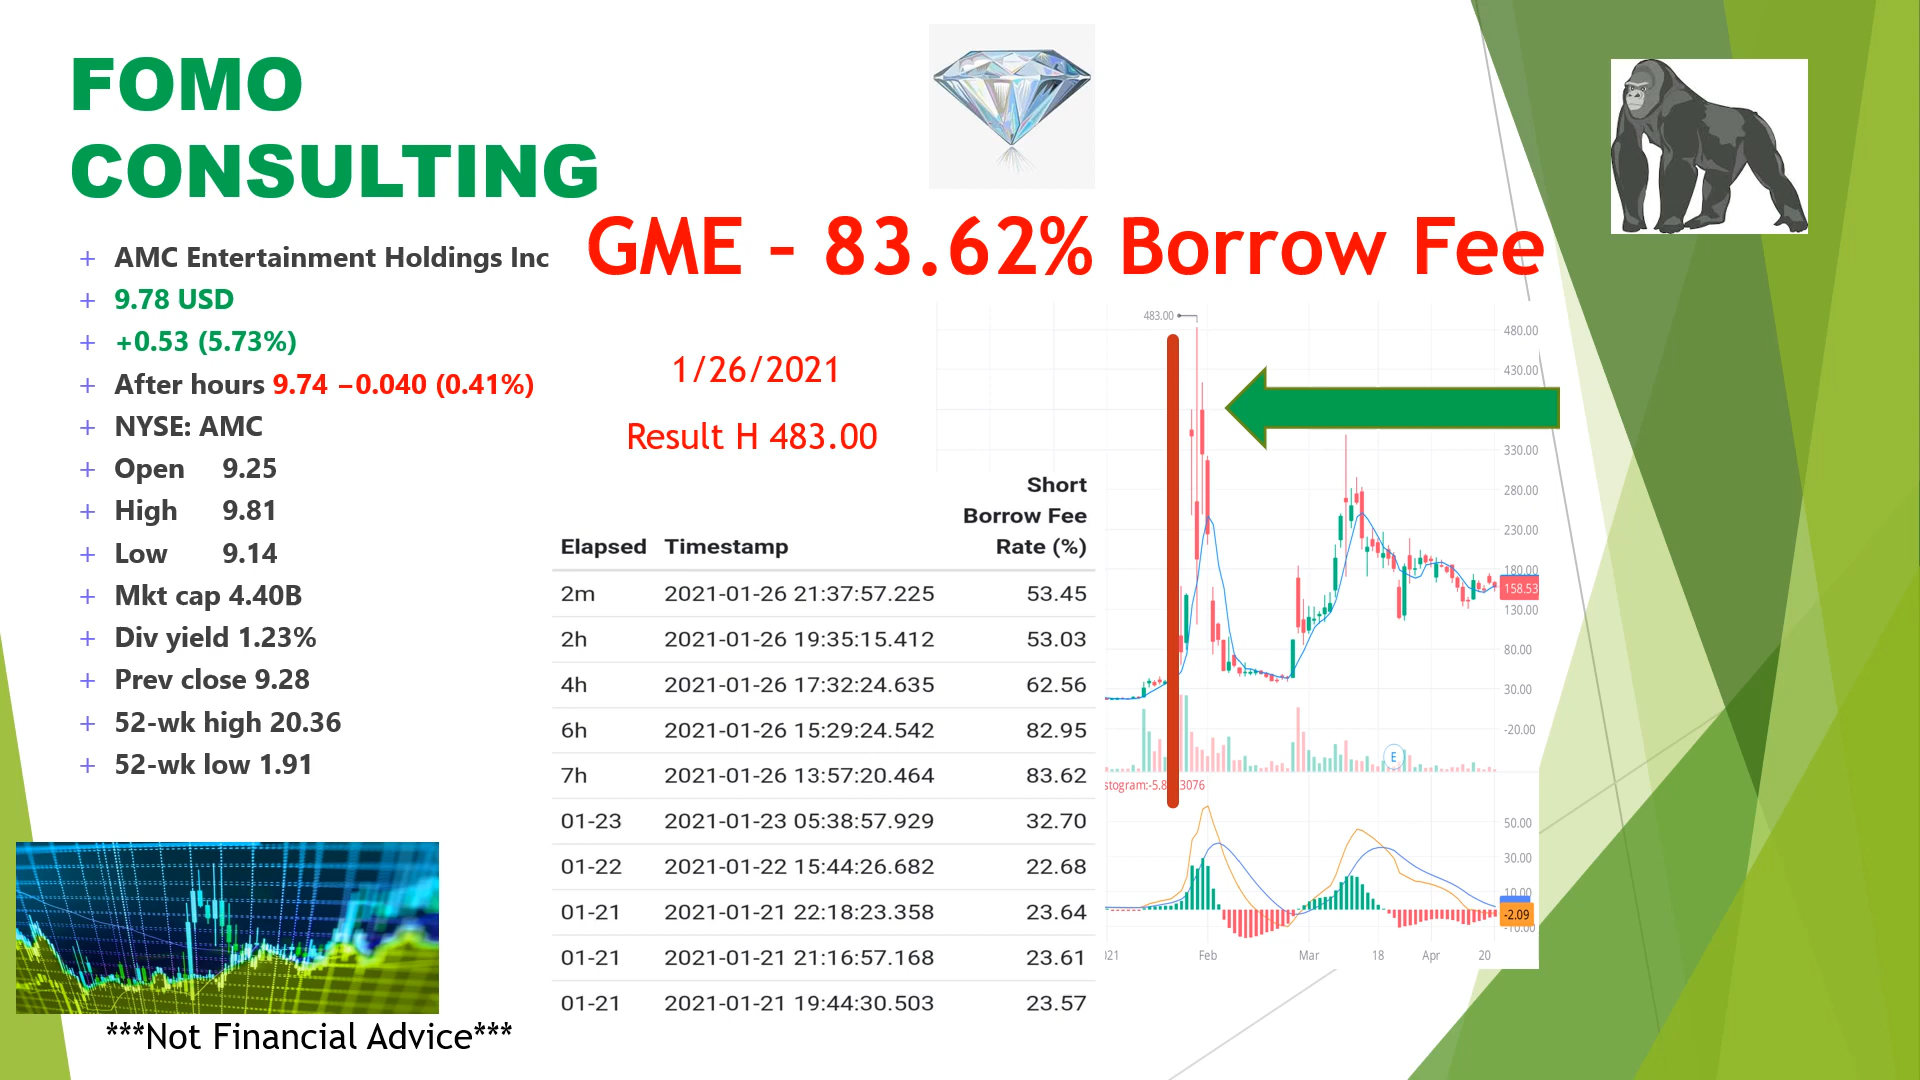 FOMO
CONSULTING
GME - 83.62% Borrow Fee
+ AMC Entertainment Holdings Inc
+ 9.78 USD
+ +0.53 (5.73%)
+ After hours 9.74 −0.040 (0.41%)
+ NYSE: AMC
+ Open 9.25
+ High 9.81
+ Low 9.14
+ Mkt cap 4.40B
+ Div yield 1.23%
+ Prev close 9.28
+ 52-wk high 20.36
+ 52-wk low 1.91
***Not Financial Advice***
1/26/2021
Result H 483.00
Short
Borrow Fee
Elapsed Timestamp Rate (%)
2m 2021-01-26 21:37:57.225 53.45
2h 2021-01-26 19:35:15.412 53.03
4h 2021-01-26 17:32:24.635 62.56
6h 2021-01-26 15:29:24.542 82.95
7h 2021-01-26 13:57:20.464 83.62
01-23 2021-01-23 05:38:57.929 32.70
01-22 2021-01-22 15:44:26.682 22.68
01-21 2021-01-21 22:18:23.358 23.64
01-21 2021-01-21 21:16:57.168 23.61
01-21 2021-01-21 19:44:30.503 23.57
483.00
480.00
430.00
330.00
280.00
230.00
180.00
158.53
130.00
80.00
30.00
-20.00
E
stogram:-5.8 3076
50.00
30.00
10.00
-2.09
-10.00
021 Feb Mar 18 Apr 20